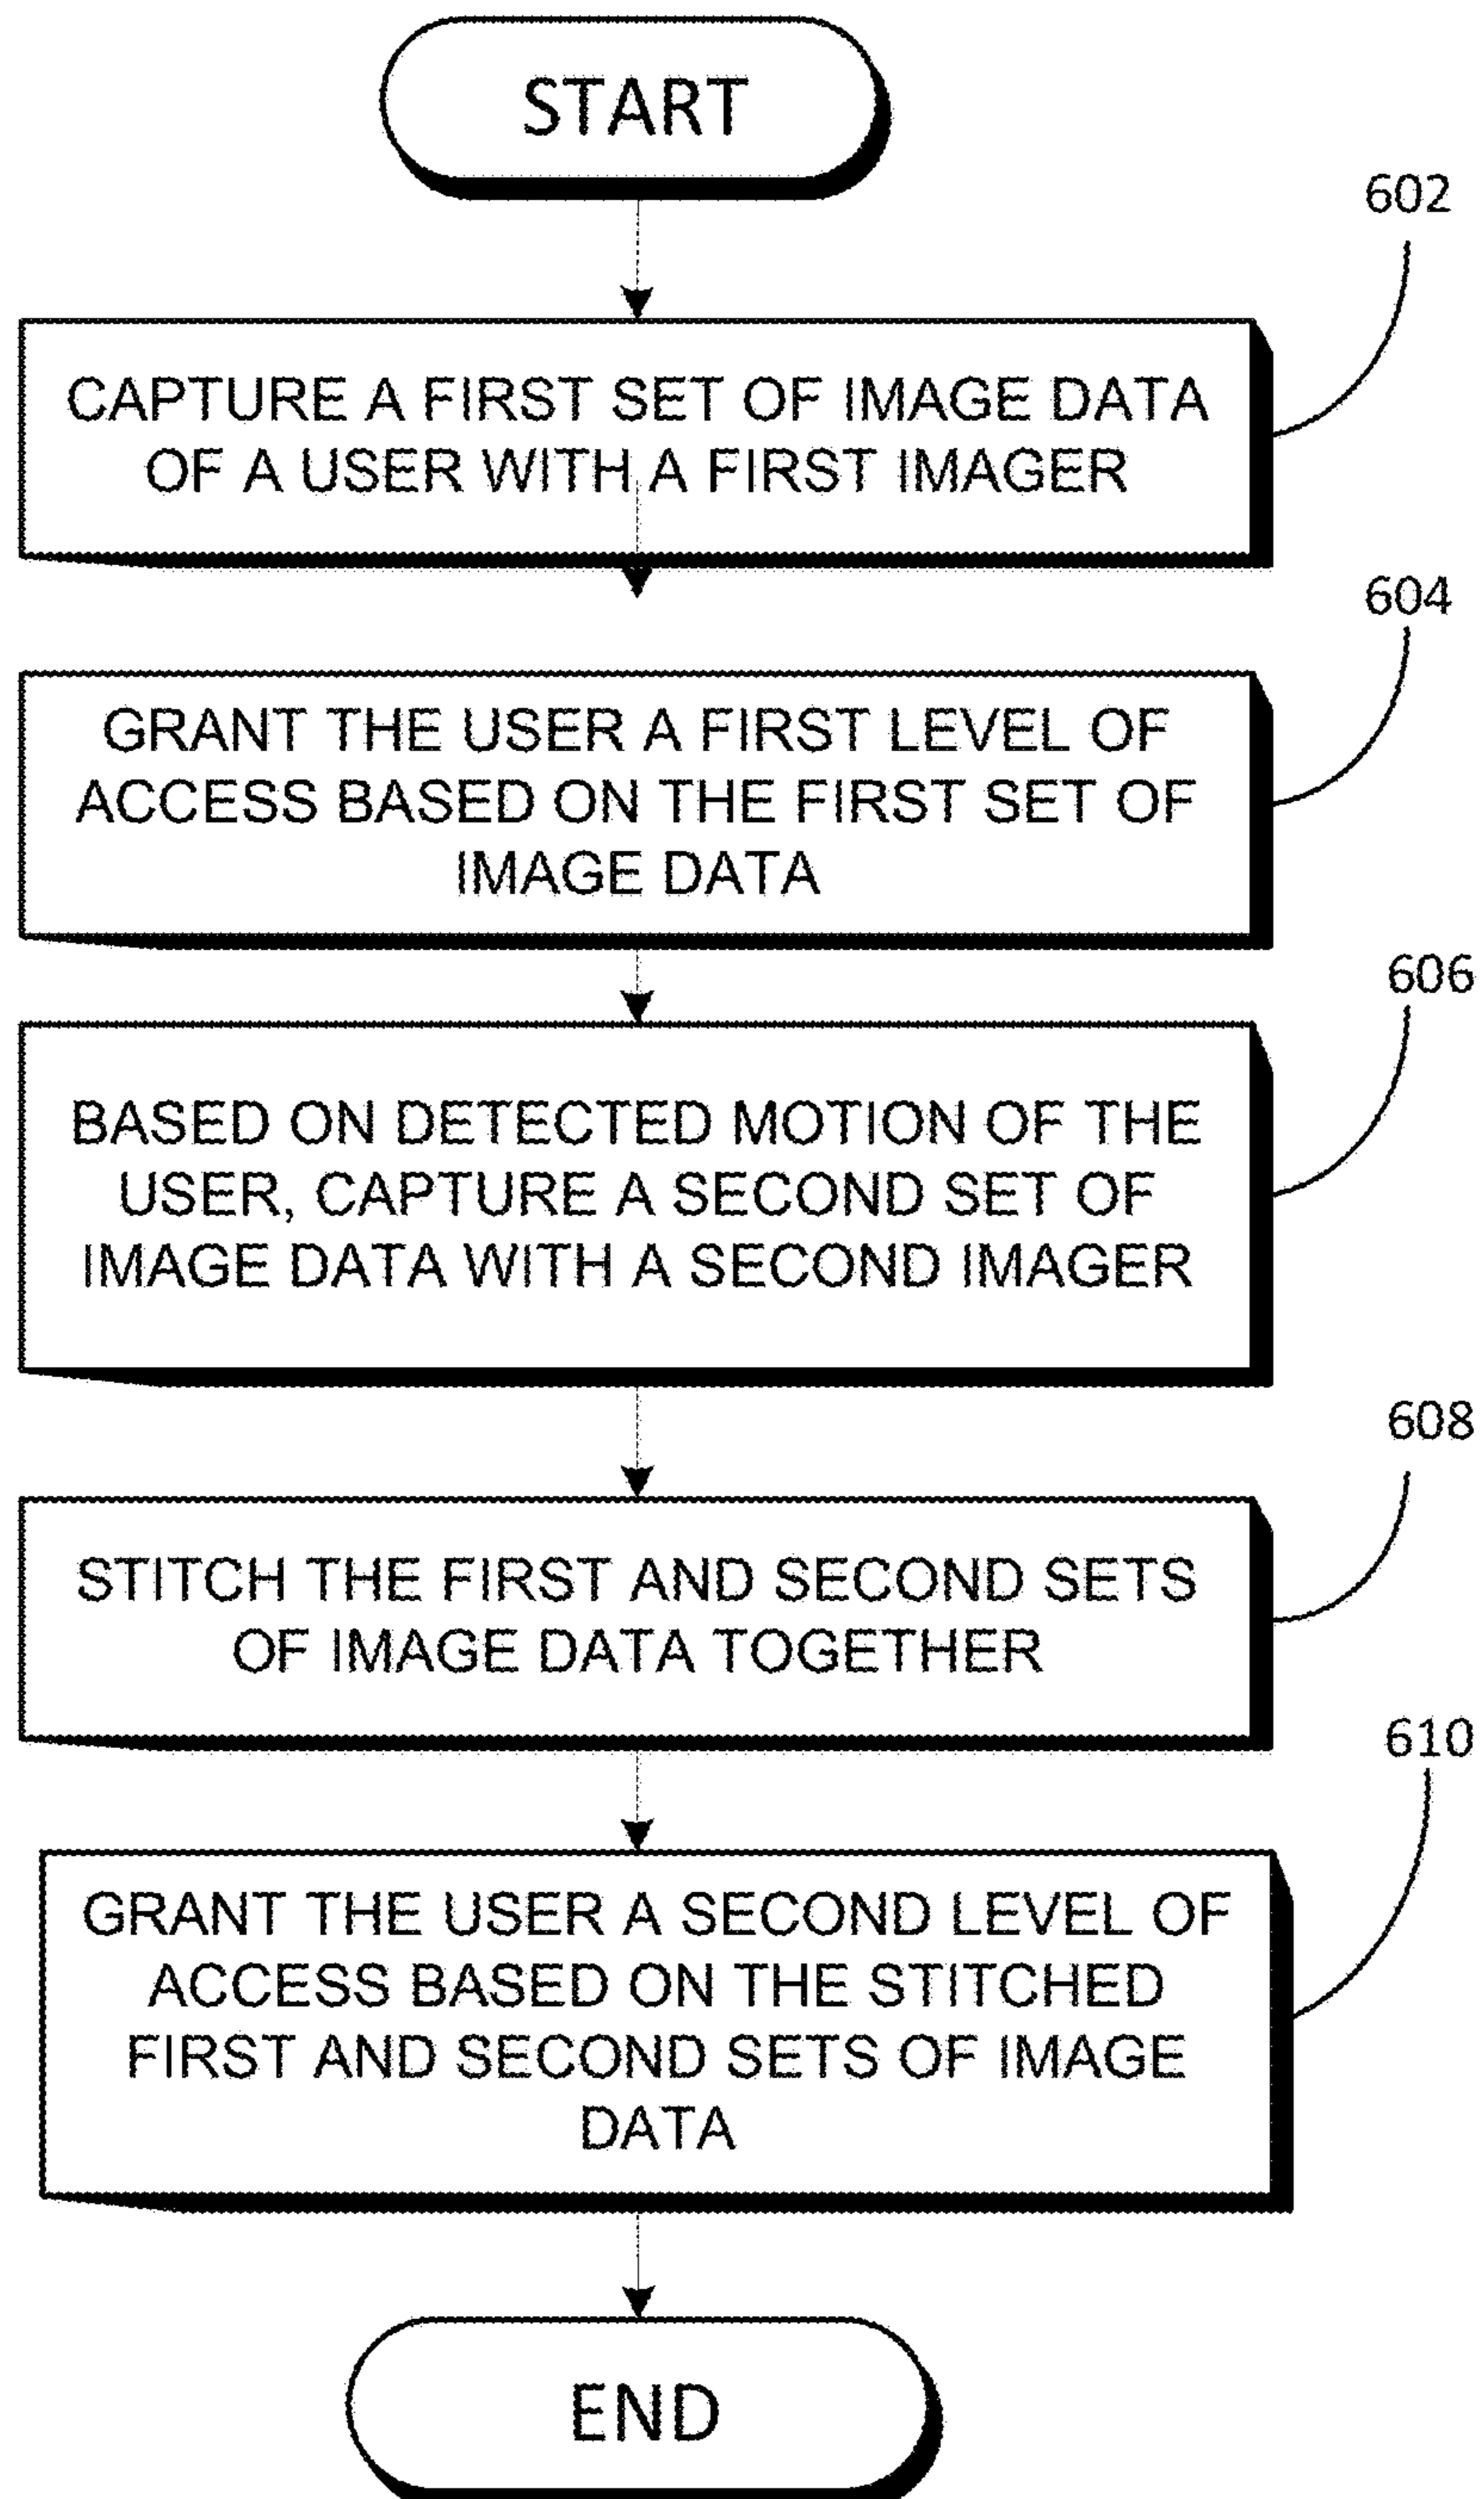 START
602
CAPTURE A FIRST SET OF IMAGE DATA
OF A USER WITH A FIRST IMAGER
604
GRANT THE USER A FIRST LEVEL OF
ACCESS BASED ON THE FIRST SET OF
IMAGE DATA
606
BASED ON DETECTED MOTION OF THE
USER, CAPTURE A SECOND SET OF
IMAGE DATA WITH A SECOND IMAGER
608
STITCH THE FIRST AND SECOND SETS
OF IMAGE DATA TOGETHER
610
GRANT THE USER A SECOND LEVEL OF
ACCESS BASED ON THE STITCHED
FIRST AND SECOND SETS OF IMAGE
DATA
END